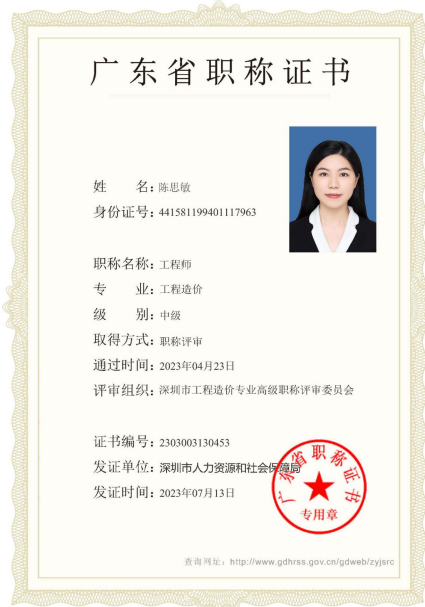 广东省职称证书
姓 名：陈思敏
身份证号：441581199401117963
职称名称：工程师
专 业：工程造价
级 别：中级
取得方式：职称评审
通过时间：2023年04月23日
评审组织：深圳市工程造价专业高级职称评审委员会
证书编号：2303003130453
发证单位：深圳市人力资源和社会保障局
发证时间：2023年07月13日
广东省职称证书
专用章
查询网址：http://www.gdhrss.gov.cn/gdweb/zyjsrc